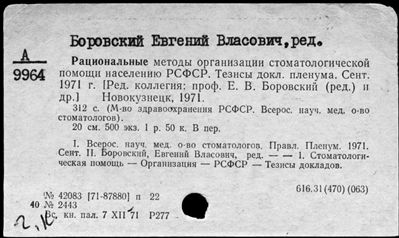 Боровский Евгений Власович, ред.
А
9964
Рациональные методы организации стоматологической
помощи населению РСФСР. Тезисы докл. пленума. Сент.
1971 г. [Ред. коллегия: проф. Е. В. Боровский (ред.) и
др.] Новокузнецк, 1971.
312 с. (М-во здравоохранения РСФСР. Всерос. науч. мед. о-во
стоматологов).
20 см. 500 экз. 1 р. 50 к. В пер.
I. Всерос. науч. мед. о-во стоматологов. Правл. Пленум. 1971.
Сент. II. Боровский, Евгений Власович, ред. — — 1. Стоматологи-
ческая помощь — Организация — РСФСР — Тезисы докладов.
616.31(470) (063)
№ 42083 [71-87880] п 22
40 № 2443
Вс. кн. пал. 7 XII 71 Р277